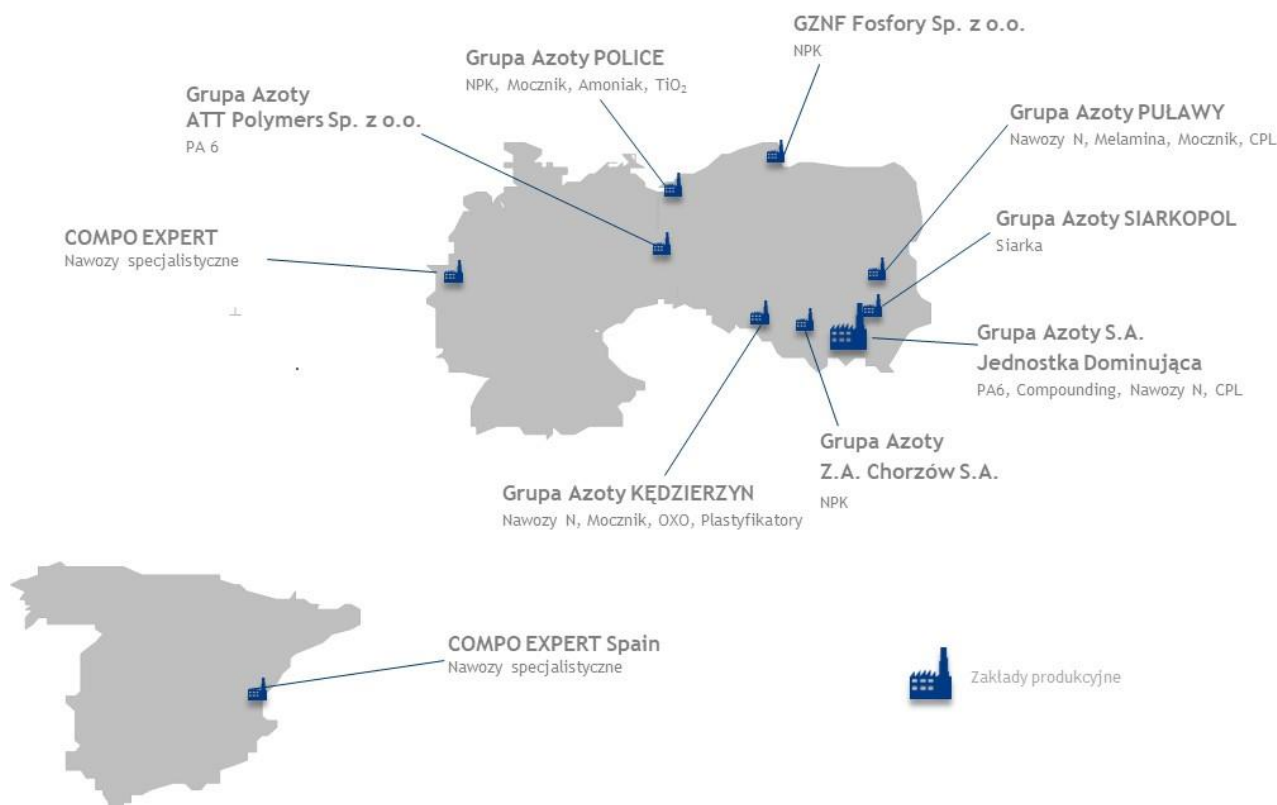 GZNF Fosfory Sp. z o.o.
NPK
Grupa Azoty POLICE
NPK, Mocznik, Amoniak, TiO₂
Grupa Azoty
ATT Polymers Sp. z o.o.
PA 6
Grupa Azoty PUŁAWY
Nawozy N, Melamina, Mocznik, CPL
COMPO EXPERT
Nawozy specjalistyczne
Grupa Azoty SIARKOPOL
Siarka
Grupa Azoty S.A.
Jednostka Dominująca
PA6, Compounding, Nawozy N, CPL
Grupa Azoty
Z.A. Chorzów S.A.
NPK
Grupa Azoty KĘDZIERZYN
Nawozy N, Mocznik, OXO, Plastyfikatory
COMPO EXPERT Spain
Nawozy specjalistyczne
Zakłady produkcyjne